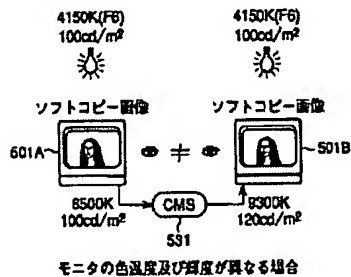 4150K(F6)
100cd/m²
4150K(F6)
100cd/m²
ソフトコピー画像
ソフトコピー画像
501A
≠
501B
6500K
100cd/m²
CMS
9300K
120cd/m²
531
モニタの色温度及び輝度が異なる場合